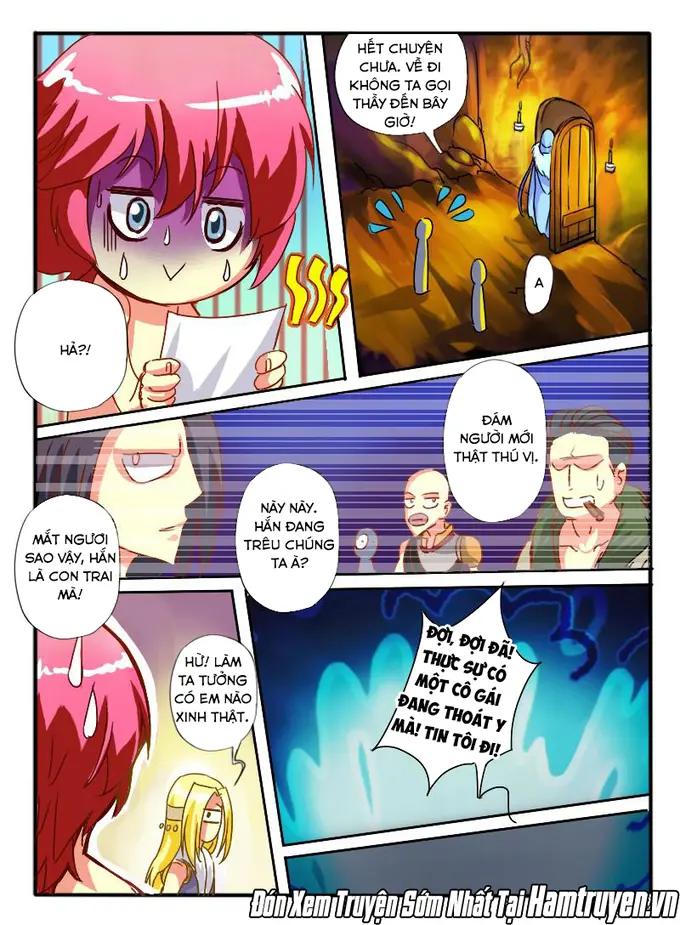 HẾT CHUYỆN
CHƯA. VỀ ĐI
KHÔNG TA GỌI
THẦY ĐẾN BÂY
GIỜ!
A
HẢ?!
ĐÁM
NGƯỜI MỚI
THẬT THÚ VỊ.
NÀY NÀY.
HẮN ĐANG
TRÊU CHÚNG
TA À?
MẮT NGƯƠI
SAO VẬY, HẮN
LÀ CON TRAI
MÀ!
HỪ! LÀM
TA TƯỞNG
CÓ EM NÀO
XINH THẬT.
ĐỢI, ĐỢI ĐÃ!
THỰC SỰ CÓ
MỘT CÔ GÁI
ĐANG THOÁT Y
MÀ! TIN TÔI ĐI!
Đón Xem Truyện Sớm Nhất Tại Hamtruyen.vn